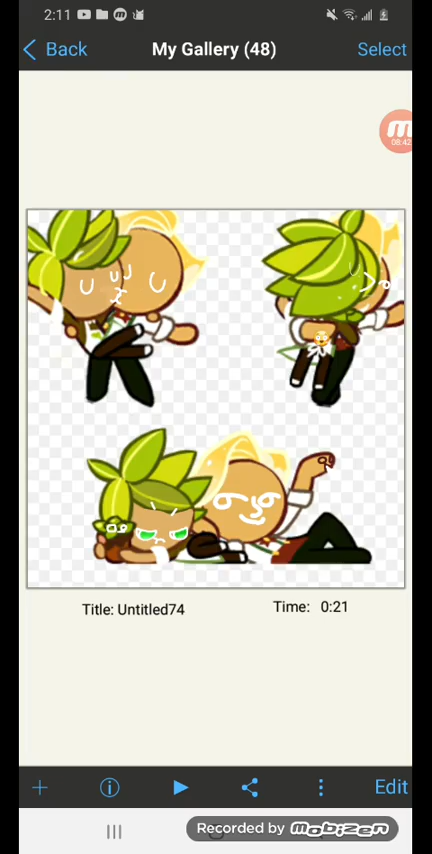 2:11
Back
My Gallery (48)
Select
m
08:42
Title: Untitled74
Time: 0:21
Edit
Recorded by mobizen